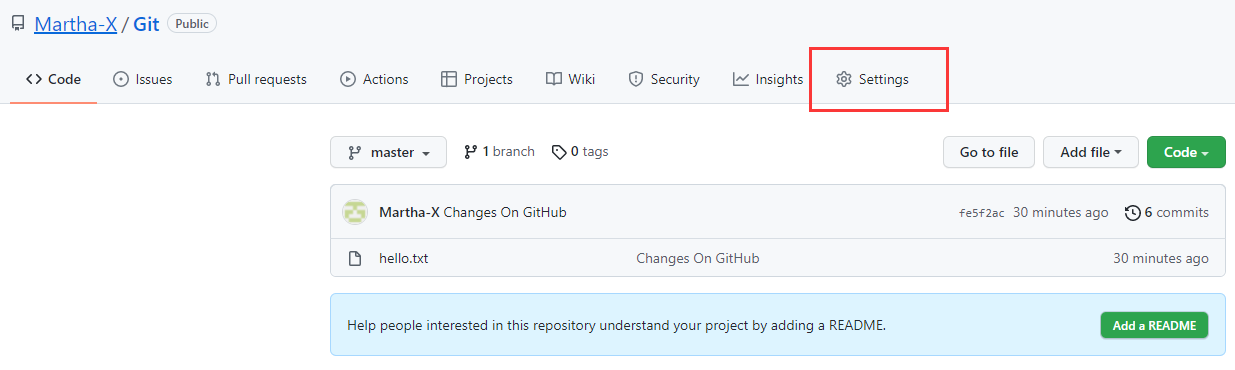 Martha-X / Git Public
Code Issues Pull requests Actions Projects Wiki Security Insights Settings
master 1 branch 0 tags Go to file Add file Code
Martha-X Changes On GitHub fe5f2ac 30 minutes ago 6 commits
hello.txt Changes On GitHub 30 minutes ago
Help people interested in this repository understand your project by adding a README. Add a README